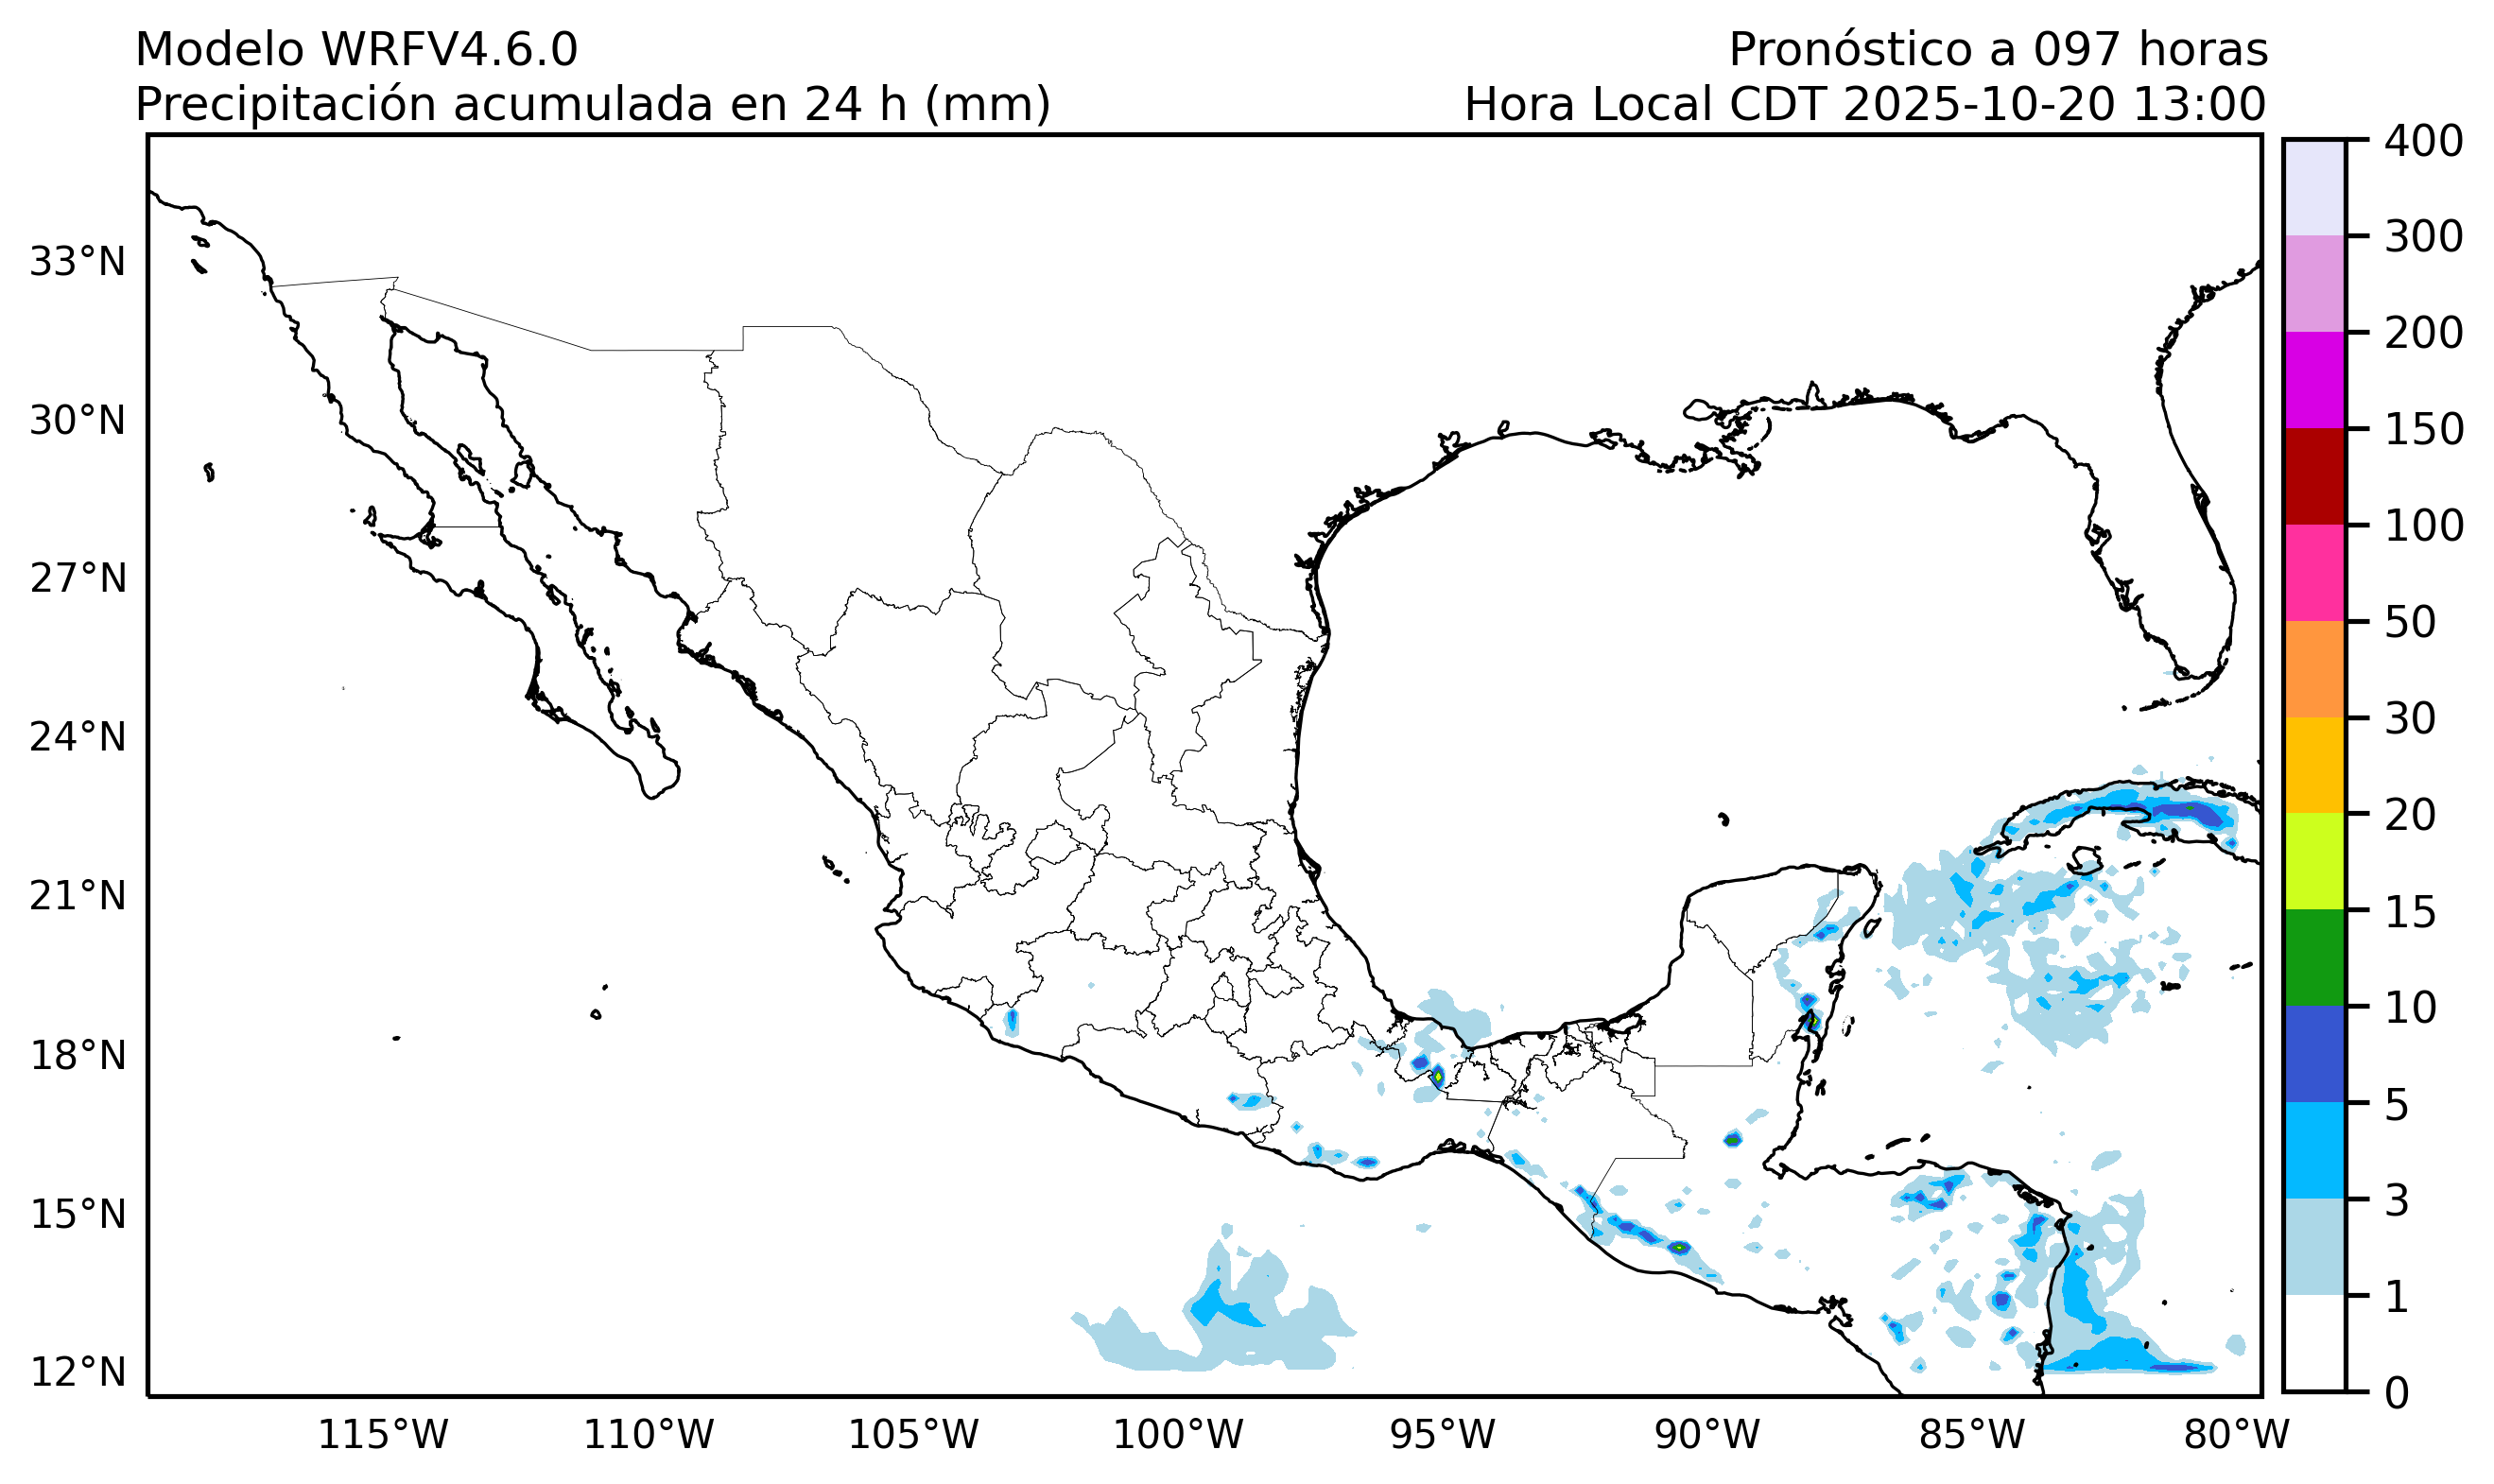 Modelo WRFV4.6.0
Pronóstico a 097 horas
Precipitación acumulada en 24 h (mm)
Hora Local CDT 2025-10-20 13:00
33°N
30°N
27°N
24°N
21°N
18°N
15°N
12°N
115°W
110°W
105°W
100°W
95°W
90°W
85°W
80°W
400
300
200
150
100
50
30
20
15
10
5
3
1
0